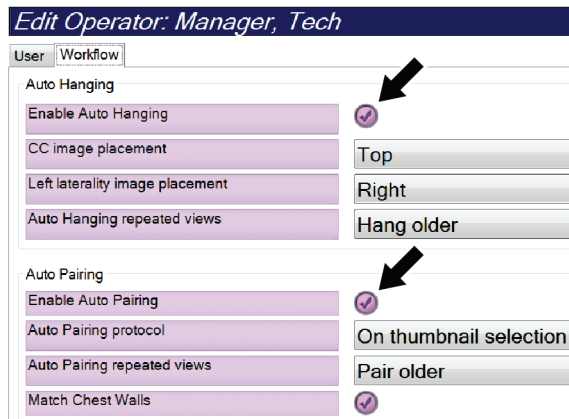 Edit Operator: Manager, Tech
User Workflow
Auto Hanging
Enable Auto Hanging
CC image placement Top
Left laterality image placement Right
Auto Hanging repeated views Hang older
Auto Pairing
Enable Auto Pairing
Auto Pairing protocol On thumbnail selection
Auto Pairing repeated views Pair older
Match Chest Walls